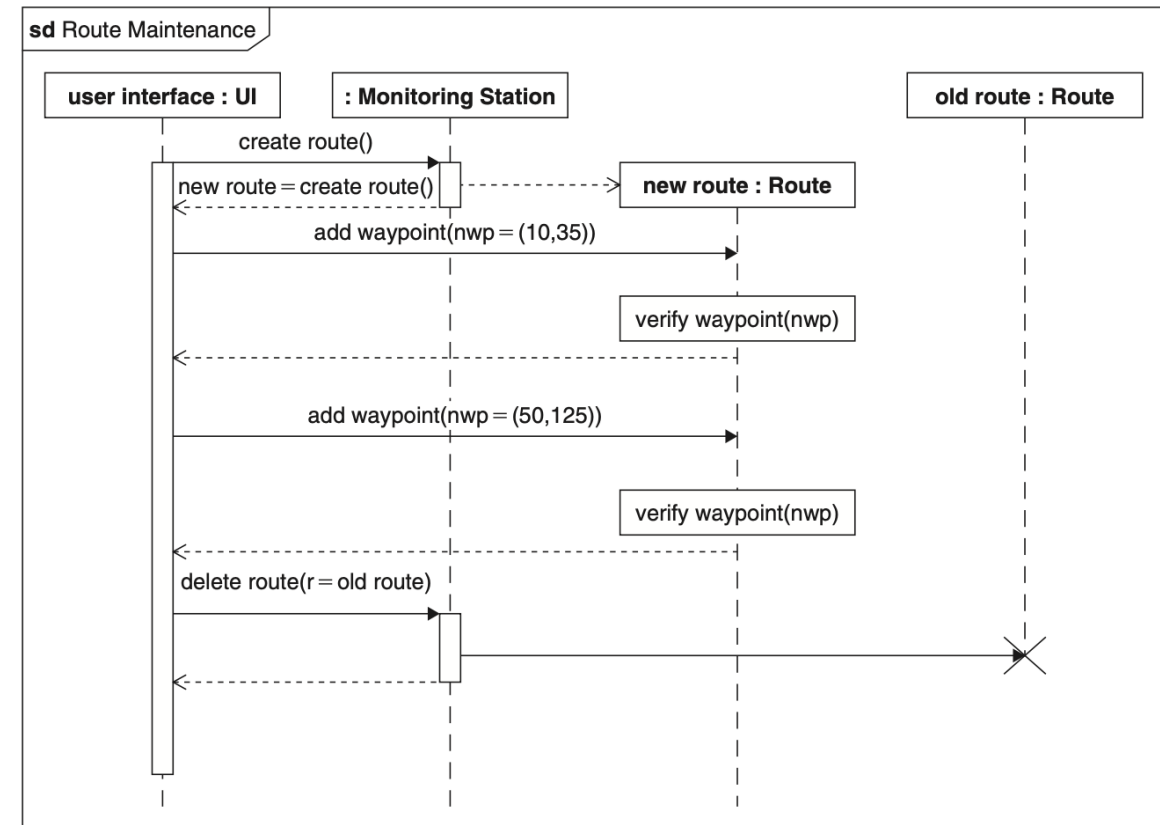 sd Route Maintenance
user interface : UI
: Monitoring Station
old route : Route
create route()
new route = create route()
new route : Route
add waypoint(nwp = (10,35))
verify waypoint(nwp)
add waypoint(nwp = (50,125))
verify waypoint(nwp)
delete route(r = old route)